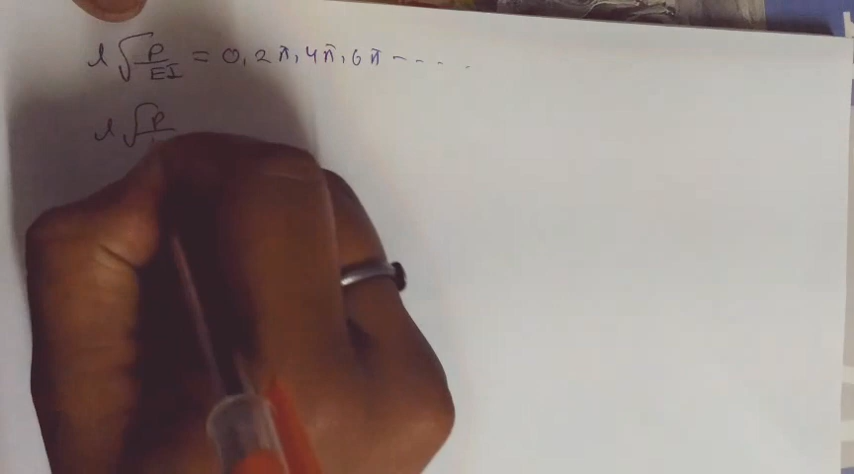 l√P/EI = 0, 2π, 4π, 6π - - - - .
l√P/